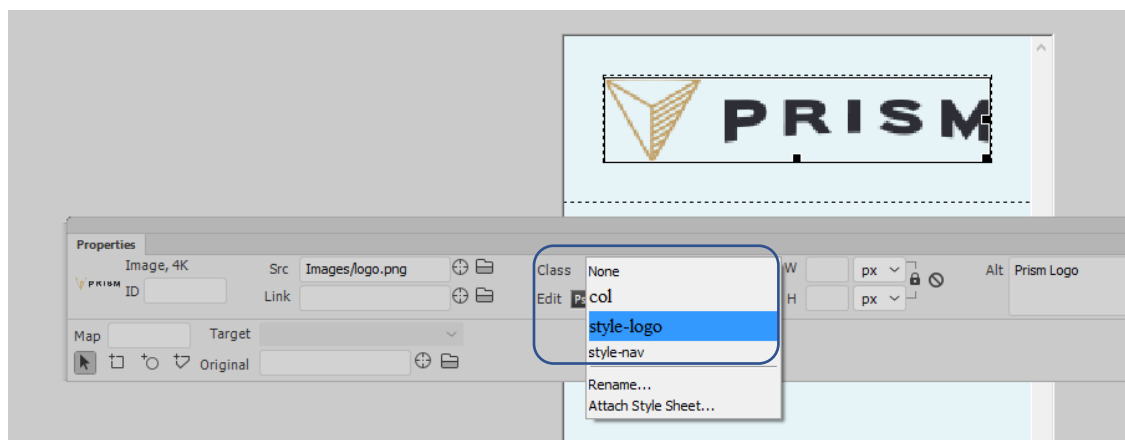 PRISM
Properties
Image, 4K
PRISM
ID
Src Images/logo.png
Link
Class None
Edit Ps col
style-logo
style-nav
Rename...
Attach Style Sheet...
W px
H px
Alt Prism Logo
Map
Target
Original